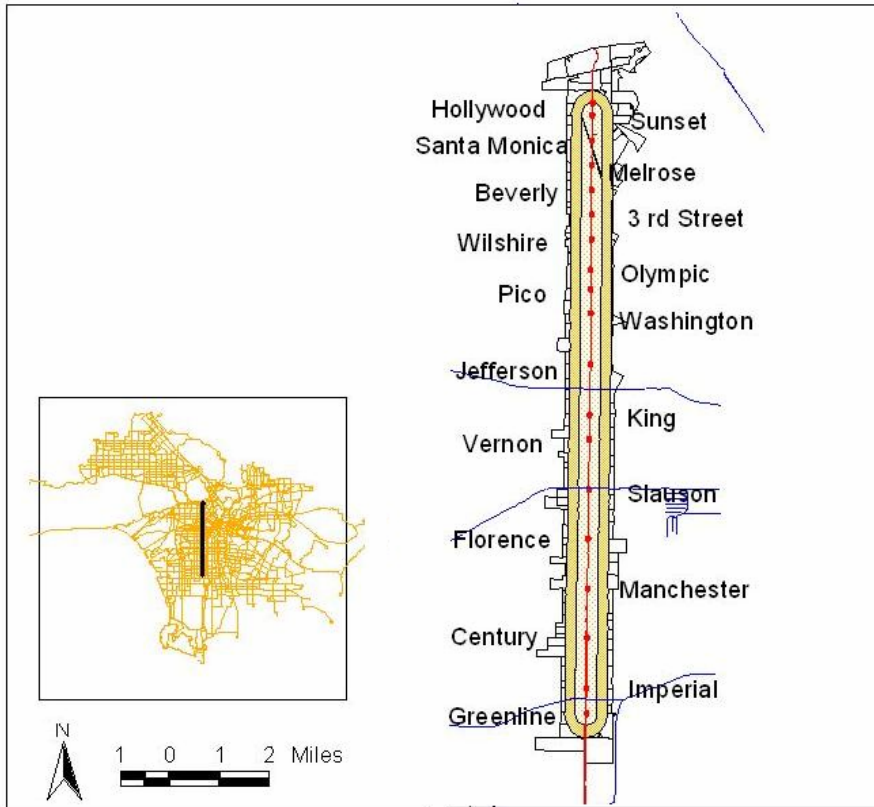 Hollywood
Sunset
Santa Monica
Melrose
Beverly
3 rd Street
Wilshire
Olympic
Pico
Washington
Jefferson
King
Vernon
Slauson
Florence
Manchester
Century
Imperial
Greenline
N
1 0 1 2 Miles